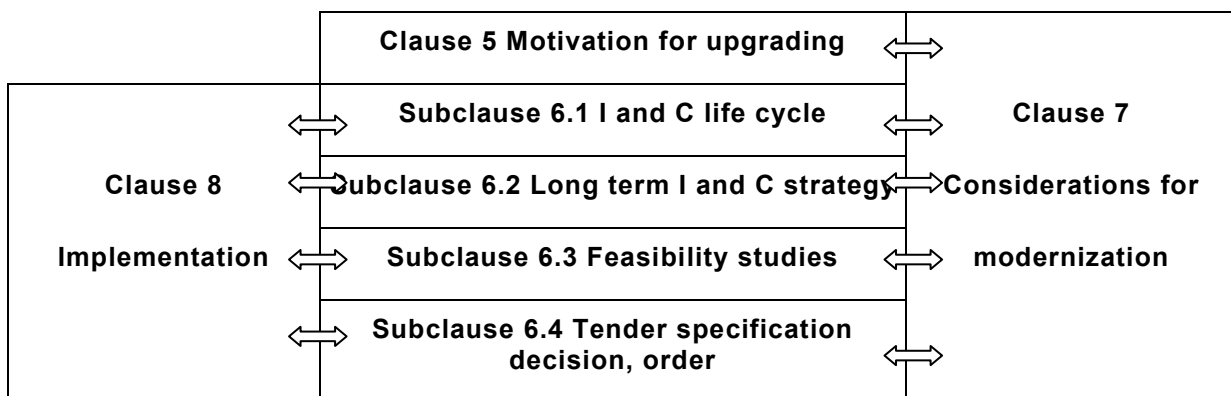 Clause 5 Motivation for upgrading
Subclause 6.1 I and C life cycle
Clause 7
Clause 8
Subclause 6.2 Long term I and C strategy
Considerations for
Implementation
Subclause 6.3 Feasibility studies
modernization
Subclause 6.4 Tender specification
decision, order